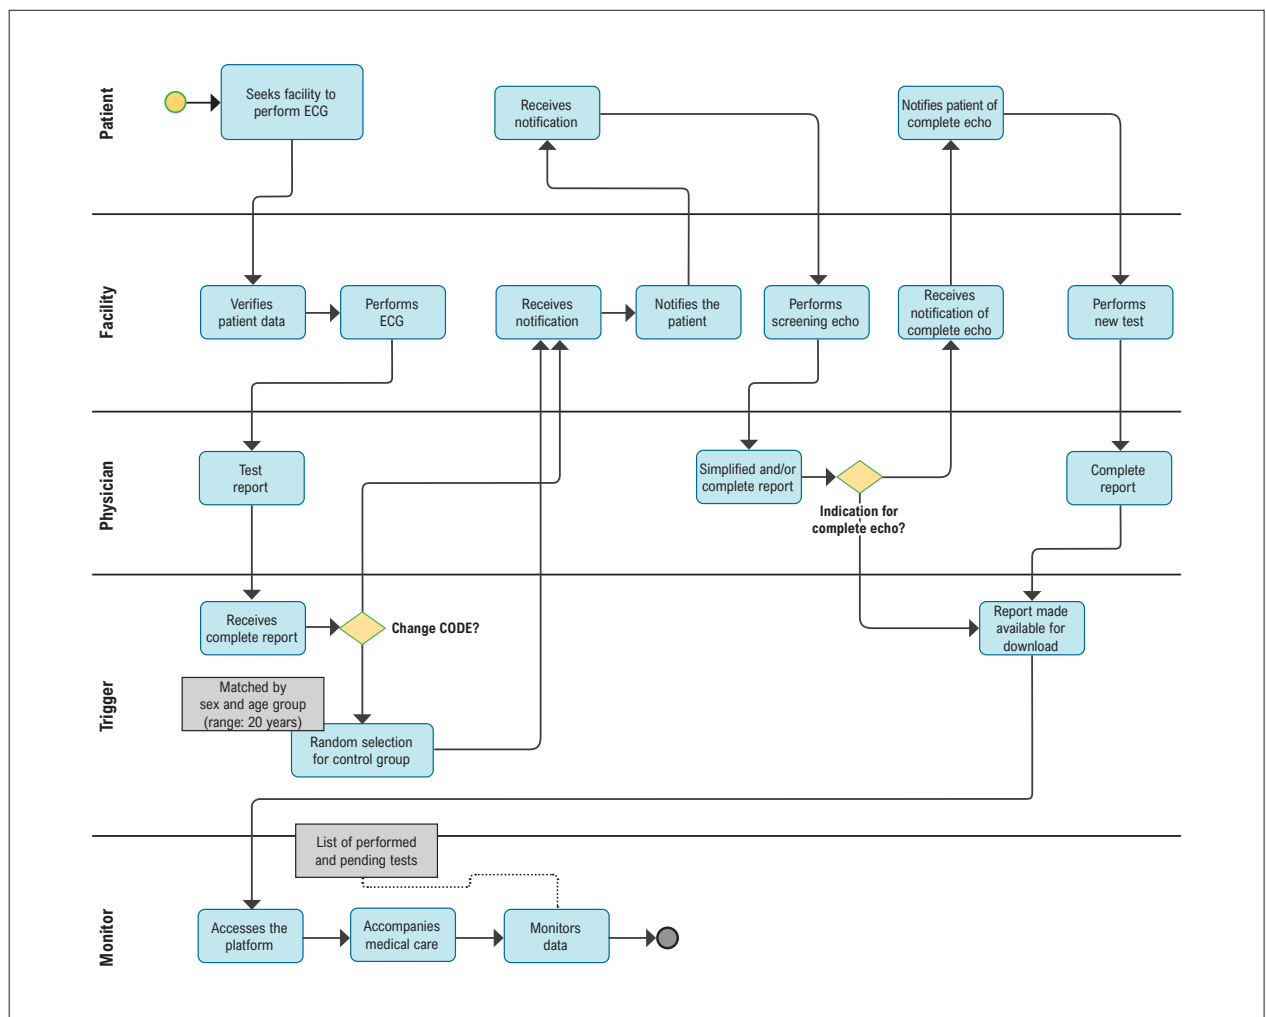 Patient
Seeks facility to
perform ECG
Receives
notification
Notifies patient of
complete echo
Facility
Verifies
patient data
Performs
ECG
Receives
notification
Notifies the
patient
Performs
screening echo
Receives
notification of
complete echo
Performs
new test
Physician
Test
report
Simplified and/or
complete report
Indication for
complete echo?
Complete
report
Trigger
Receives
complete report
Change CODE?
Report made
available for
download
Matched by
sex and age group
(range: 20 years)
Random selection
for control group
Monitor
List of performed
and pending tests
Accesses the
platform
Accompanies
medical care
Monitors
data